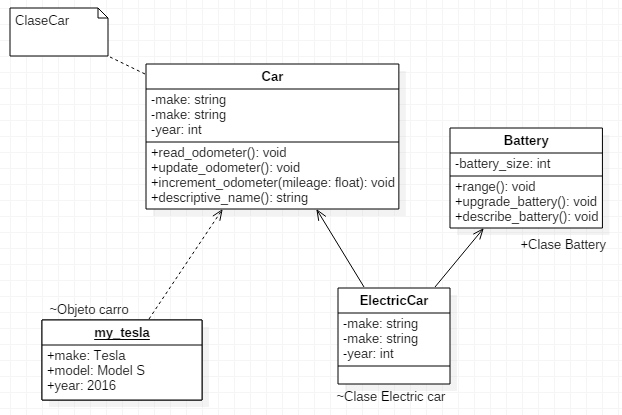 ClaseCar
Car
-make: string
-make: string
-year: int
+read_odometer(): void
+update_odometer(): void
+increment_odometer(mileage: float): void
+descriptive_name(): string
Battery
-battery_size: int
+range(): void
+upgrade_battery(): void
+describe_battery(): void
+Clase Battery
~Objeto carro
my_tesla
+make: Tesla
+model: Model S
+year: 2016
ElectricCar
-make: string
-make: string
-year: int
~Clase Electric car